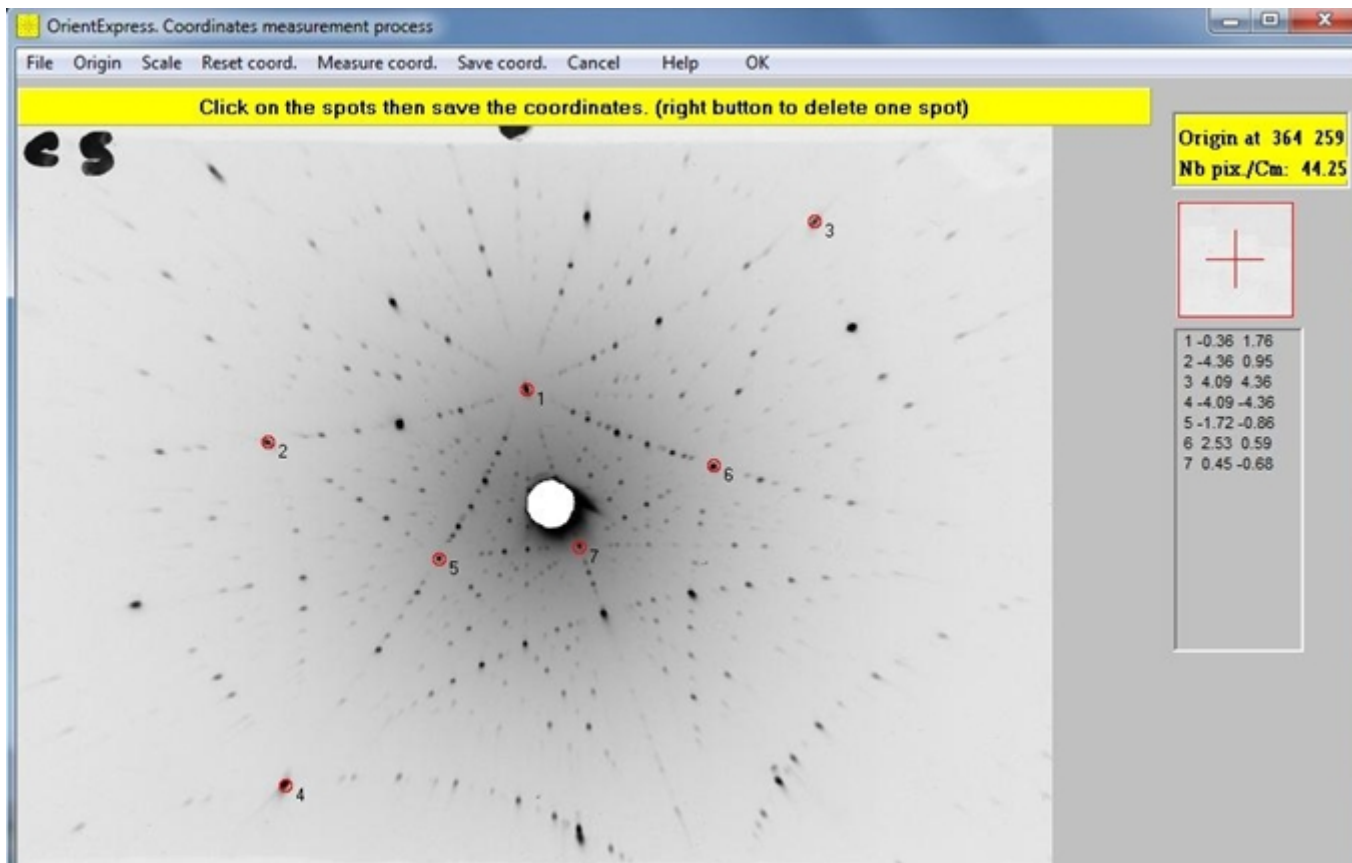 OrientExpress. Coordinates measurement process
File Origin Scale Reset coord. Measure coord. Save coord. Cancel Help OK
Click on the spots then save the coordinates. (right button to delete one spot)
Origin at 364 259
Nb pix./Cm: 44.25
C S
1 -0.36 1.76
2 -4.36 0.95
3 4.09 4.36
4 -4.09 -4.36
5 -1.72 -0.86
6 2.53 0.59
7 0.45 -0.68
3
1
2
6
7
5
4